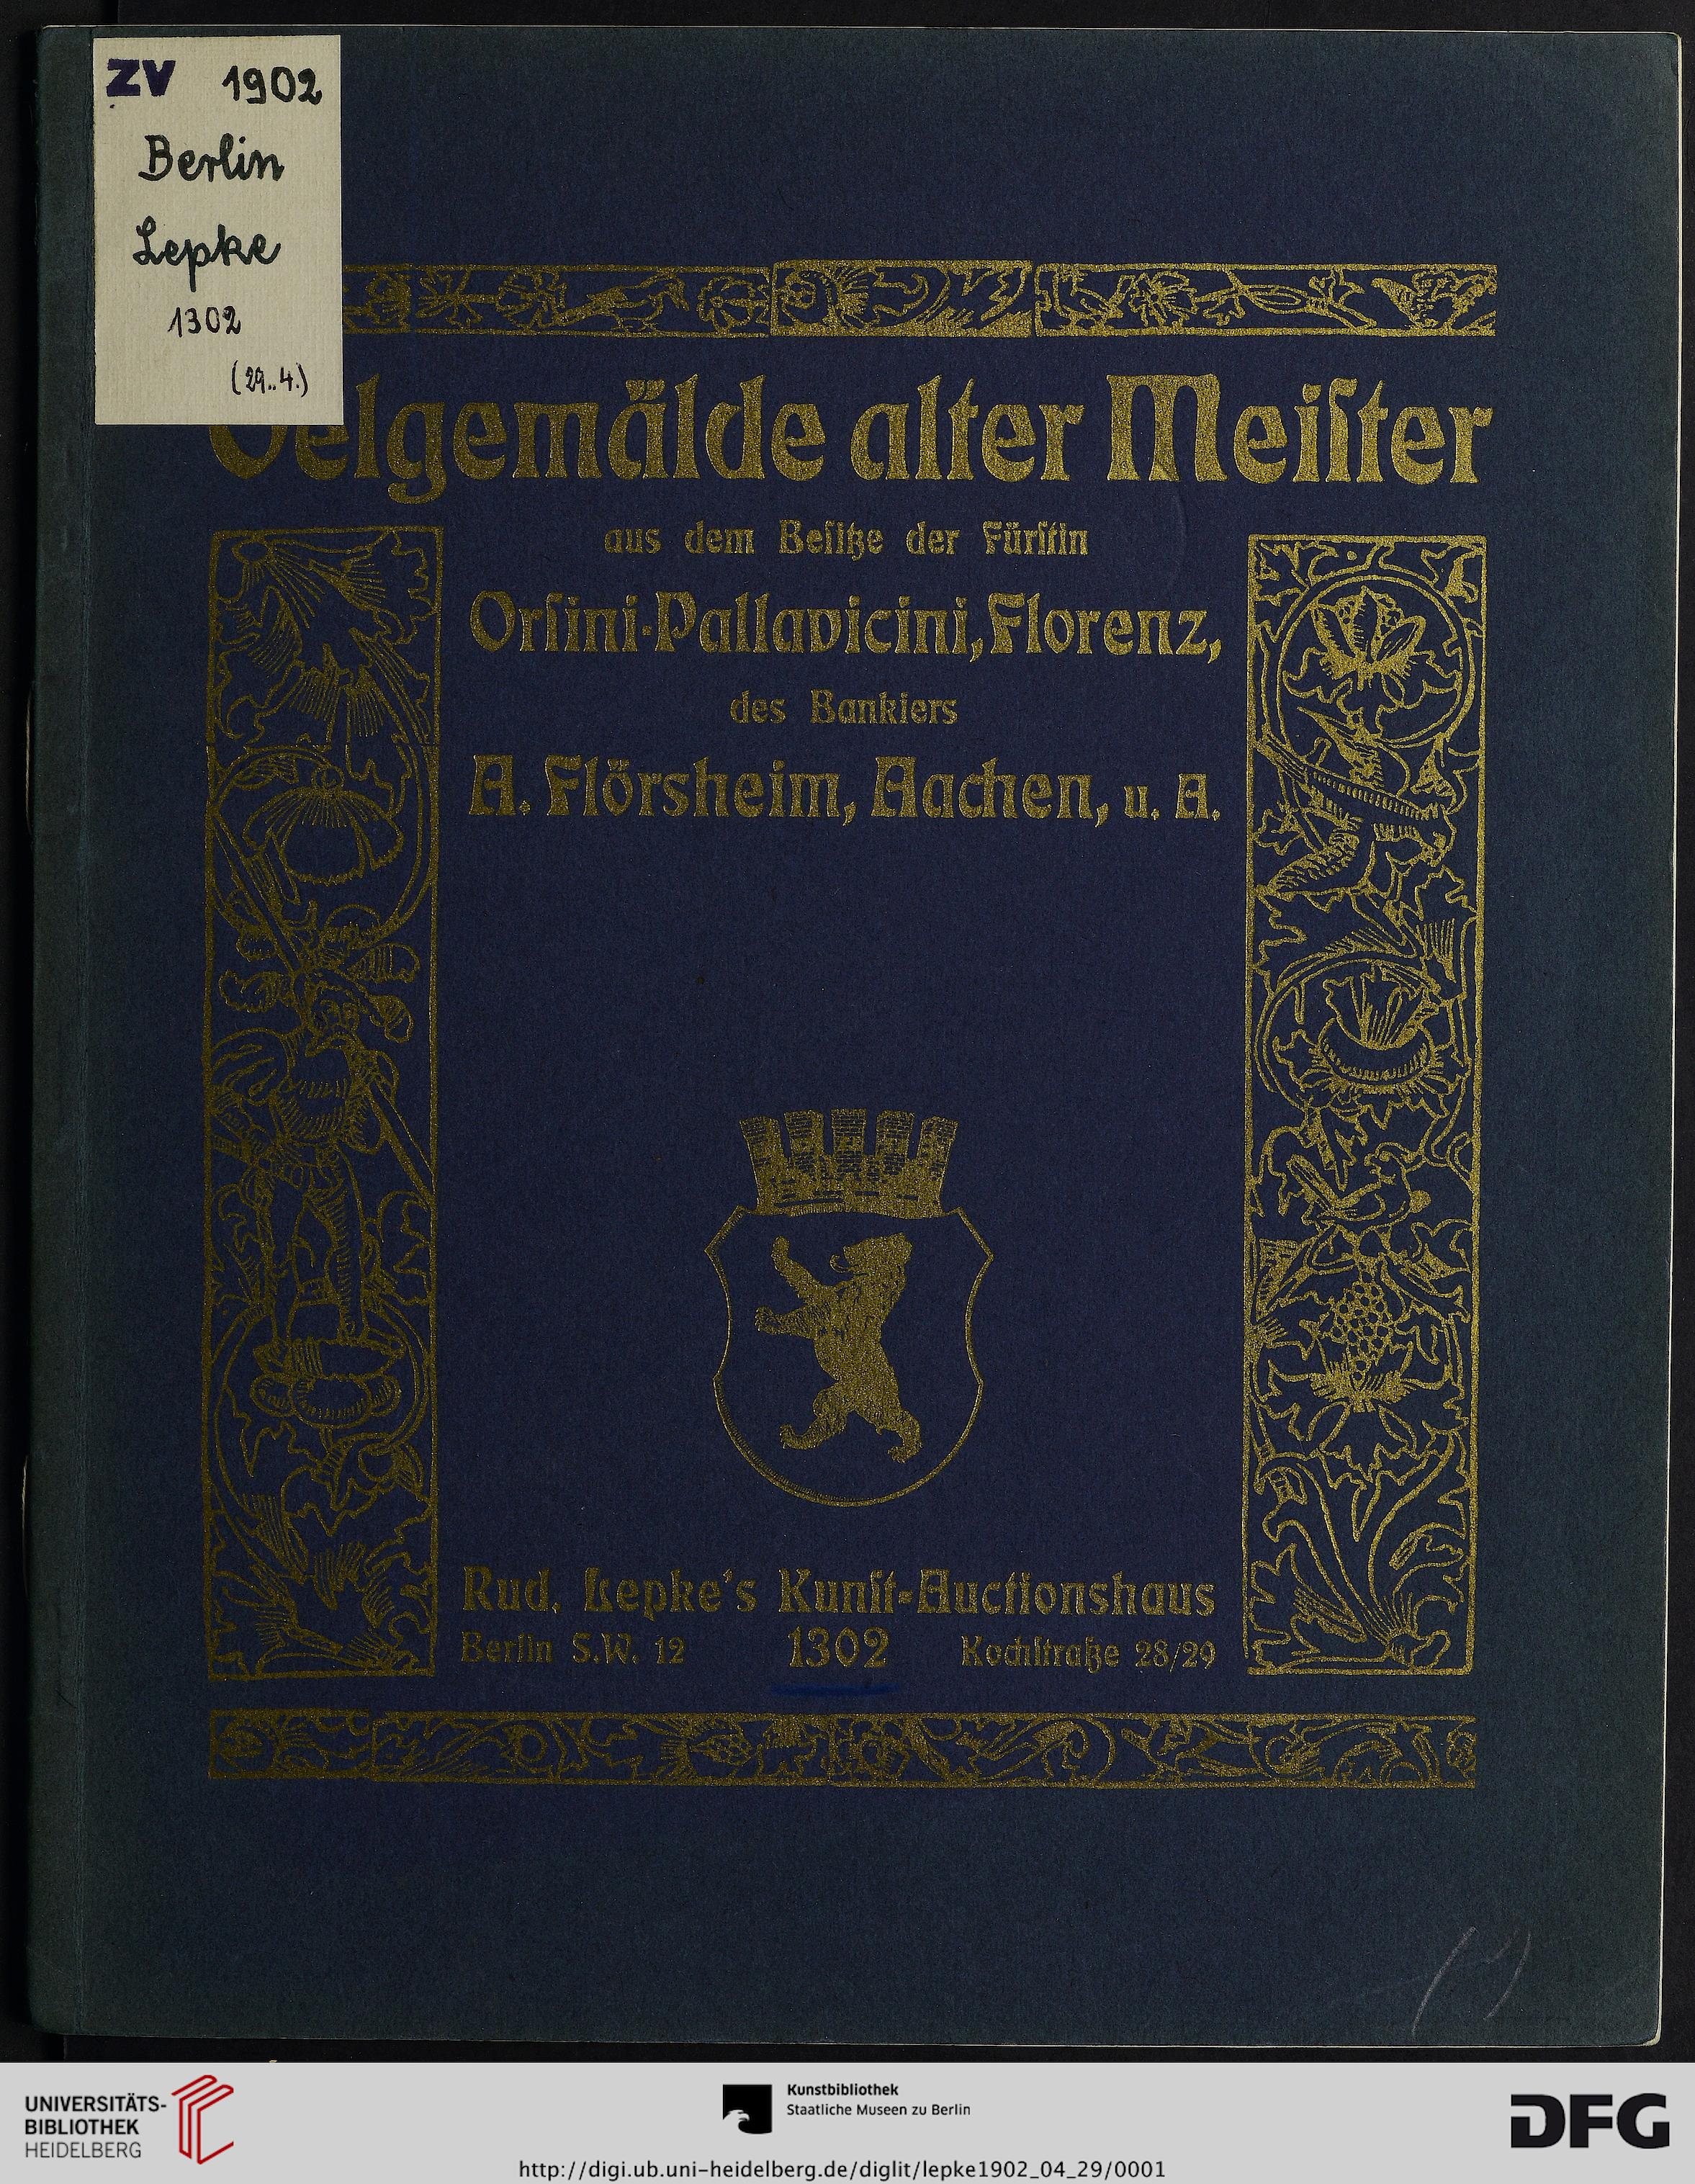 ZV 1902
Berlin
Lepke
1302
(29.4.)
Oelgemälde alter Meiſter
aus dem Beſitze der Fürſtin
Orſini-Pallavicini, Florenz,
des Bankiers
A. Flörsheim, Aachen, u. A.
Rud. Lepke's Kunſt-Auctionshaus
Berlin S.W. 12 1302 Kochſtraße 28/29
UNIVERSITÄTS-
BIBLIOTHEK
HEIDELBERG
Kunstbibliothek
Staatliche Museen zu Berlin
DFG
http://digi.ub.uni-heidelberg.de/diglit/lepke1902_04_29/0001